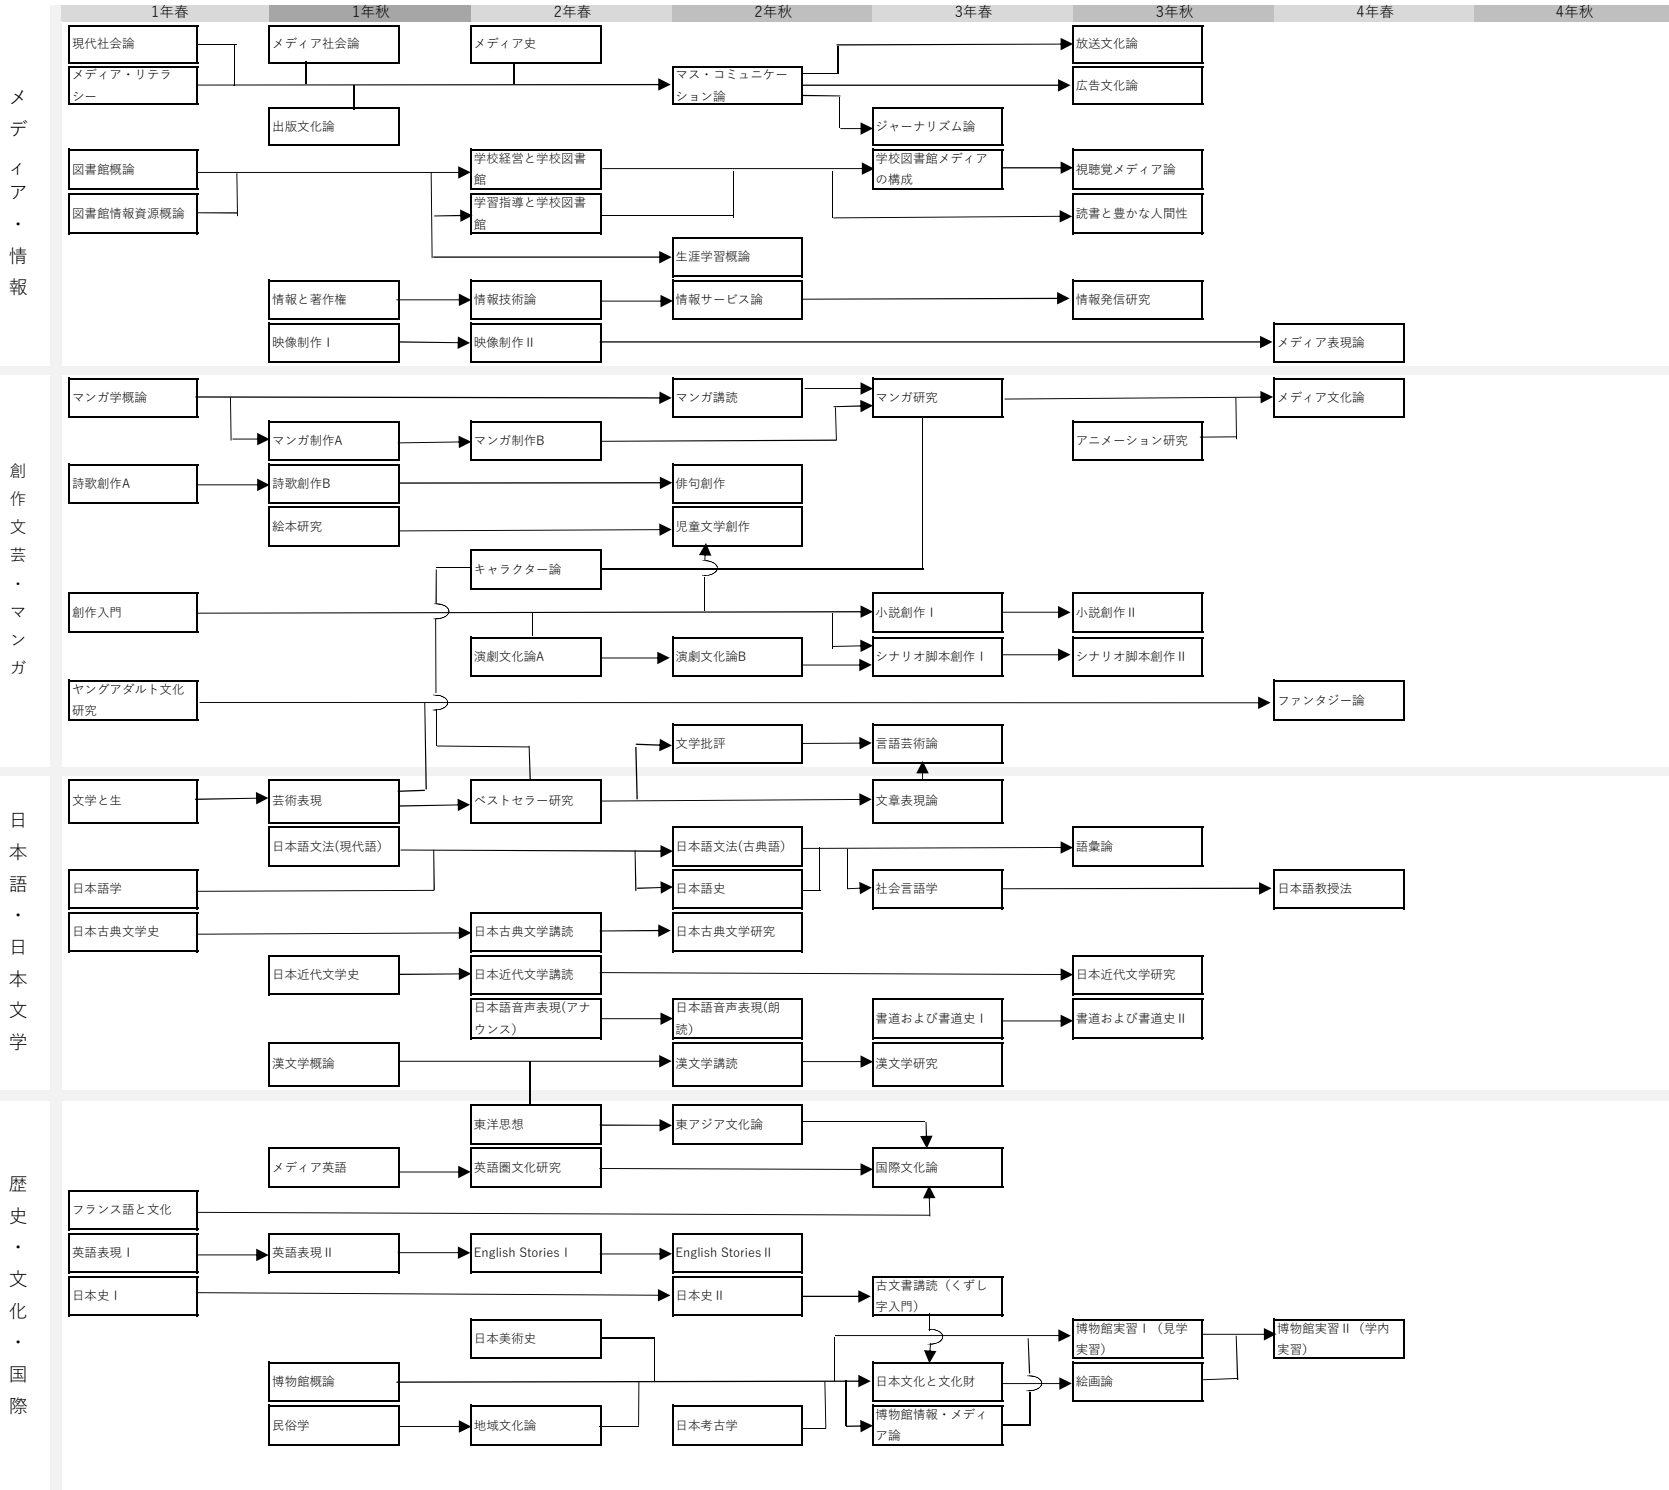 1年春
1年秋
2年春
2年秋
3年春
3年秋
4年春
4年秋
メディア・情報
現代社会論
メディア社会論
メディア史
放送文化論
メディア・リテラ
シー
マス・コミュニケー
ション論
広告文化論
出版文化論
ジャーナリズム論
図書館概論
学校経営と学校図書
館
学校図書館メディア
の構成
視聴覚メディア論
図書館情報資源概論
学習指導と学校図書
館
読書と豊かな人間性
生涯学習概論
情報と著作権
情報技術論
情報サービス論
情報発信研究
映像制作Ⅰ
映像制作Ⅱ
メディア表現論
創作文芸・マンガ
マンガ学概論
マンガ講読
マンガ研究
メディア文化論
マンガ制作A
マンガ制作B
アニメーション研究
詩歌創作A
詩歌創作B
俳句創作
絵本研究
児童文学創作
キャラクター論
創作入門
小説創作Ⅰ
小説創作Ⅱ
演劇文化論A
演劇文化論B
シナリオ脚本創作Ⅰ
シナリオ脚本創作Ⅱ
ヤングアダルト文化
研究
ファンタジー論
文学批評
言語芸術論
日本語・日本文学
文学と生
芸術表現
ベストセラー研究
文章表現論
日本語文法(現代語)
日本語文法(古典語)
語彙論
日本語学
日本語史
社会言語学
日本語教授法
日本古典文学史
日本古典文学講読
日本古典文学研究
日本近代文学史
日本近代文学講読
日本近代文学研究
日本語音声表現(アナ
ウンス)
日本語音声表現(朗
読)
書道および書道史Ⅰ
書道および書道史Ⅱ
漢文学概論
漢文学講読
漢文学研究
歴史・文化・国際
東洋思想
東アジア文化論
メディア英語
英語圏文化研究
国際文化論
フランス語と文化
英語表現Ⅰ
英語表現Ⅱ
English StoriesⅠ
English StoriesⅡ
日本史Ⅰ
日本史Ⅱ
古文書講読（くずし
字入門）
日本美術史
博物館実習Ⅰ（見学
実習）
博物館実習Ⅱ（学内
実習）
博物館概論
日本文化と文化財
絵画論
民俗学
地域文化論
日本考古学
博物館情報・メディ
ア論